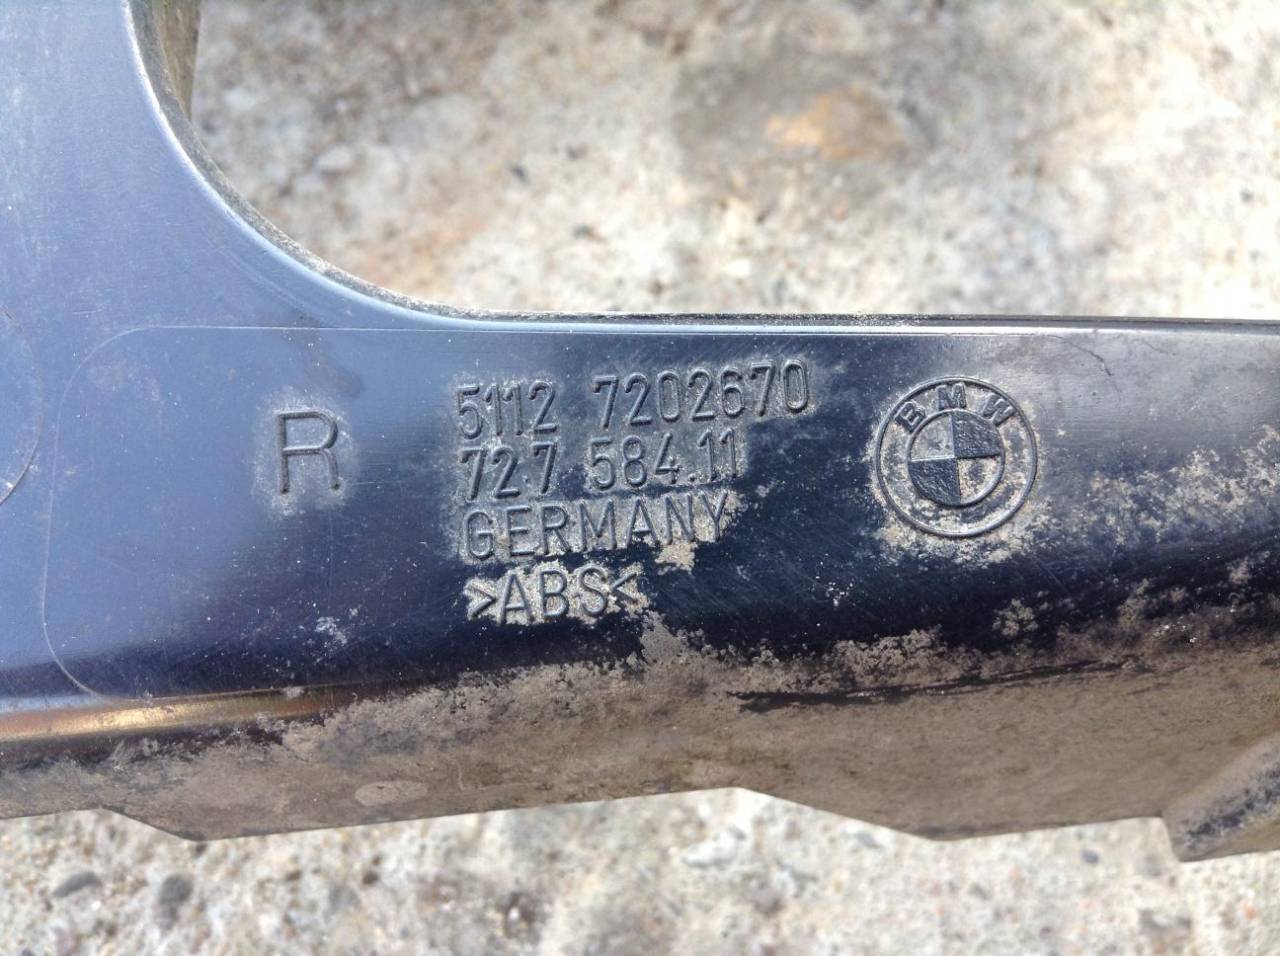 R
5112 7202670
727 584.11
GERMANY
>ABS<
BMW